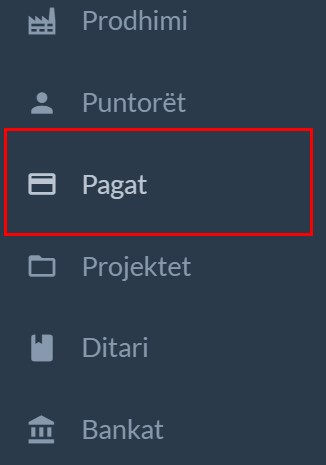 Prodhimi
Puntorët
Pagat
Projektet
Ditari
Bankat